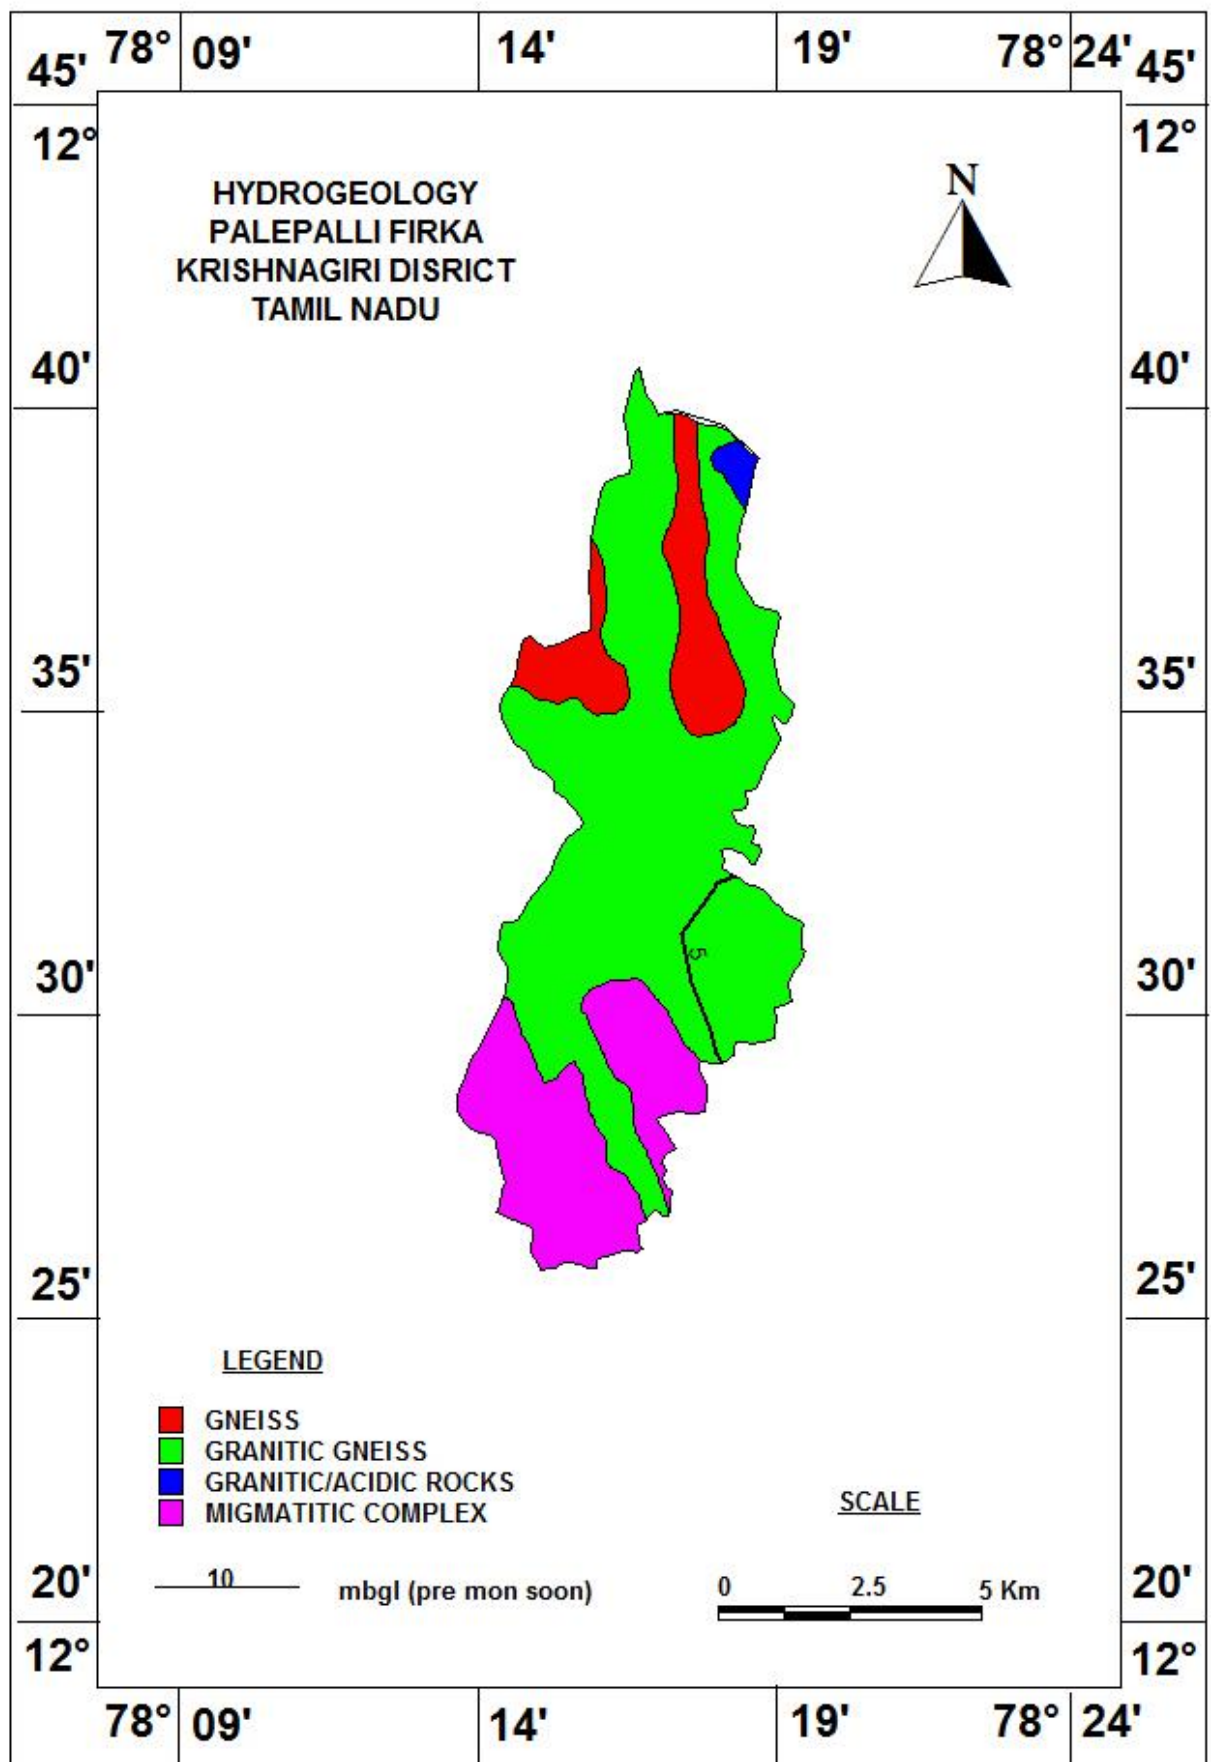 78° 09' 14' 19' 78° 24'
45' 45'
12° 12°
HYDROGEOLOGY
PALEPALLI FIRKA
KRISHNAGIRI DISRICT
TAMIL NADU
N
40' 40'
35' 35'
5
30' 30'
25' 25'
LEGEND
GNEISS
GRANITIC GNEISS
GRANITIC/ACIDIC ROCKS
MIGMATITIC COMPLEX
SCALE
10 mbgl (pre mon soon)
0 2.5 5 Km
20' 20'
12° 12°
78° 09' 14' 19' 78° 24'